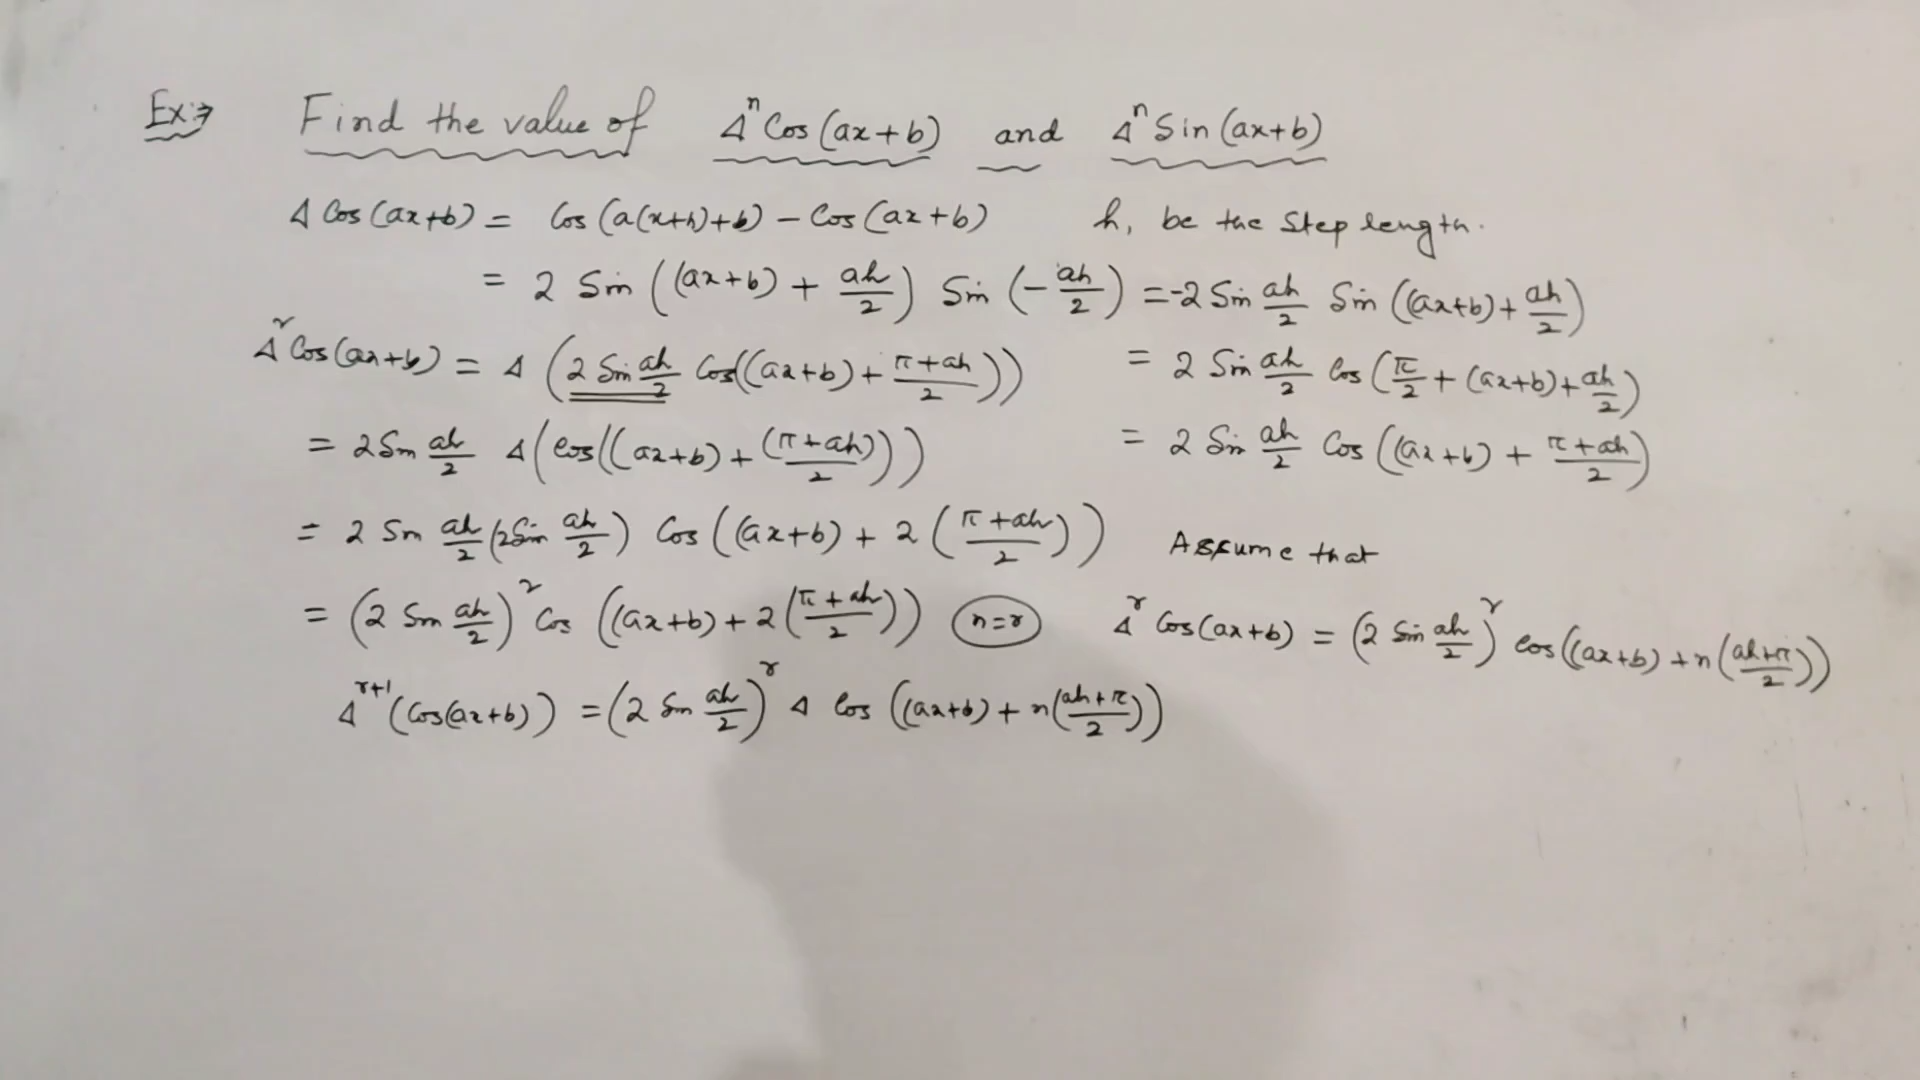 Ex:⇒ Find the value of Δⁿ Cos(ax+b) and Δⁿ Sin(ax+b)
Δ Cos(ax+b) = Cos(a(x+h)+b) - Cos(ax+b) h, be the Step length.
= 2 Sin((ax+b) + ah/2) Sin(-ah/2) = -2 Sin ah/2 Sin((ax+b) + ah/2)
Δ² Cos(ax+b) = Δ(2 Sin ah/2 Cos((ax+b) + π+ah/2))
= 2 Sin ah/2 Cos(π/2 + (ax+b) + ah/2)
= 2 Sin ah/2 Δ(Cos((ax+b) + (π+ah)/2))
= 2 Sin ah/2 Cos((ax+b) + π+ah/2)
= 2 Sin ah/2 (2 Sin ah/2) Cos((ax+b) + 2(π+ah/2))
Assume that
= (2 Sin ah/2)² Cos((ax+b) + 2(π+ah/2)) n=r
Δʳ Cos(ax+b) = (2 Sin ah/2)ʳ Cos((ax+b) + n(ah+π/2))
Δʳ⁺¹(Cos(ax+b)) = (2 Sin ah/2)ʳ Δ Cos((ax+b) + n(ah+π/2))